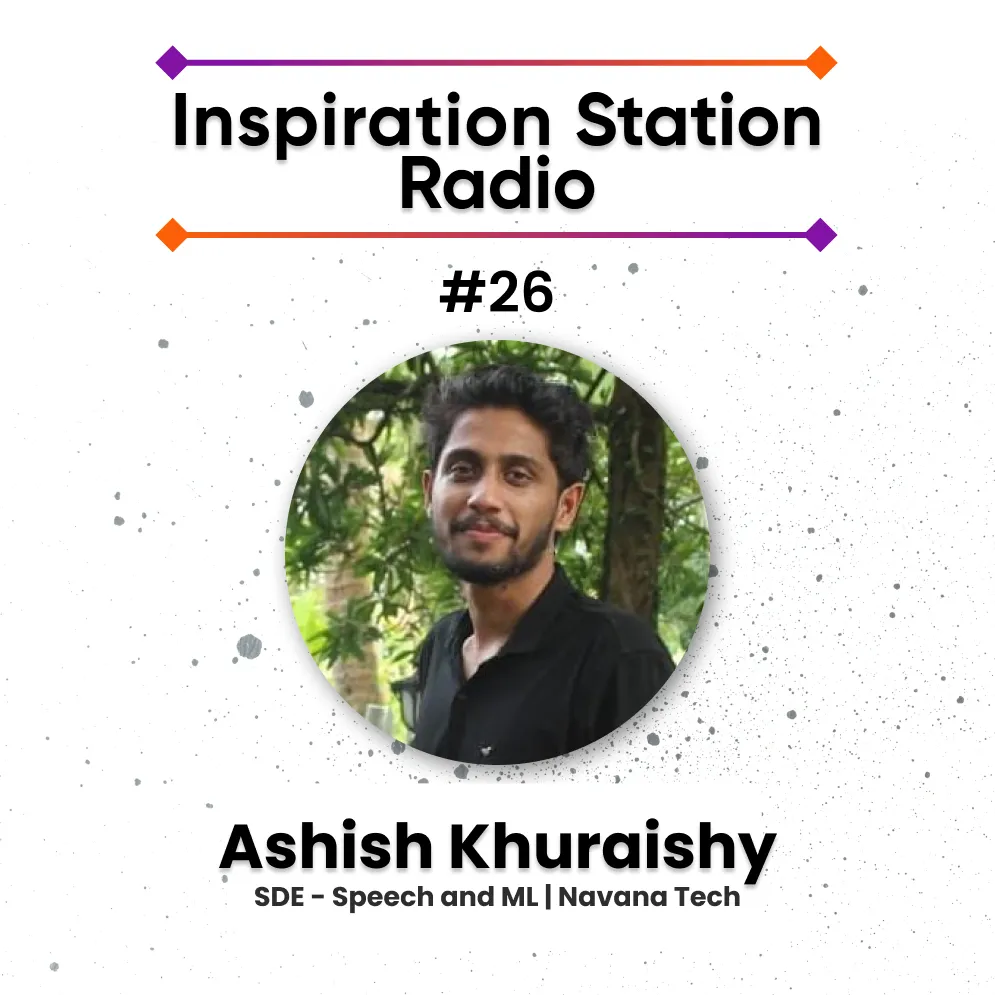 Inspiration Station
Radio
#26
Ashish Khuraishy
SDE - Speech and ML | Navana Tech